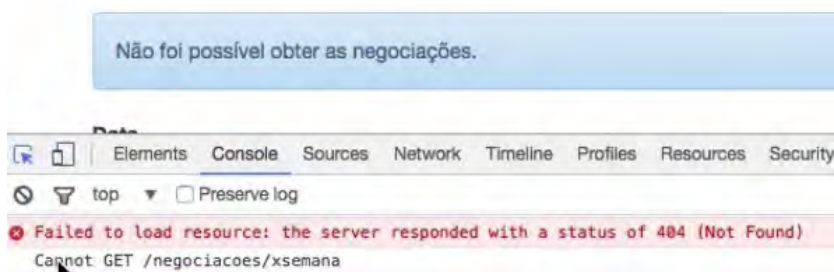 Não foi possível obter as negociações.
Data
Elements Console Sources Network Timeline Profiles Resources Security
top Preserve log
Failed to load resource: the server responded with a status of 404 (Not Found)
Cannot GET /negociacoes/xsemana